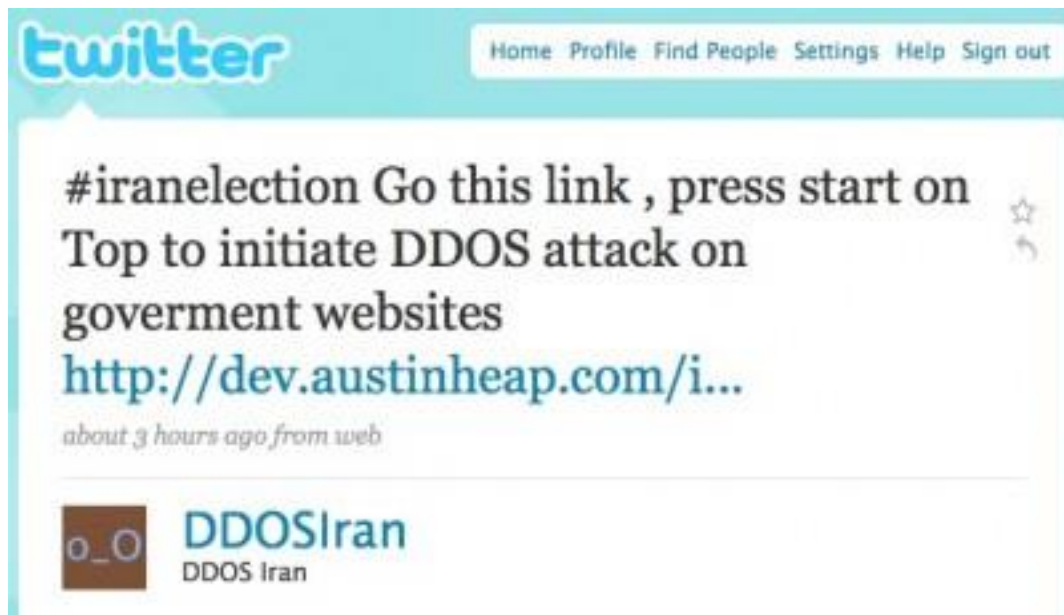 twitter
Home Profile Find People Settings Help Sign out
#iranelection Go this link , press start on
Top to initiate DDOS attack on
goverment websites
http://dev.austinheap.com/i...
about 3 hours ago from web
o_O
DDOSIran
DDOS Iran